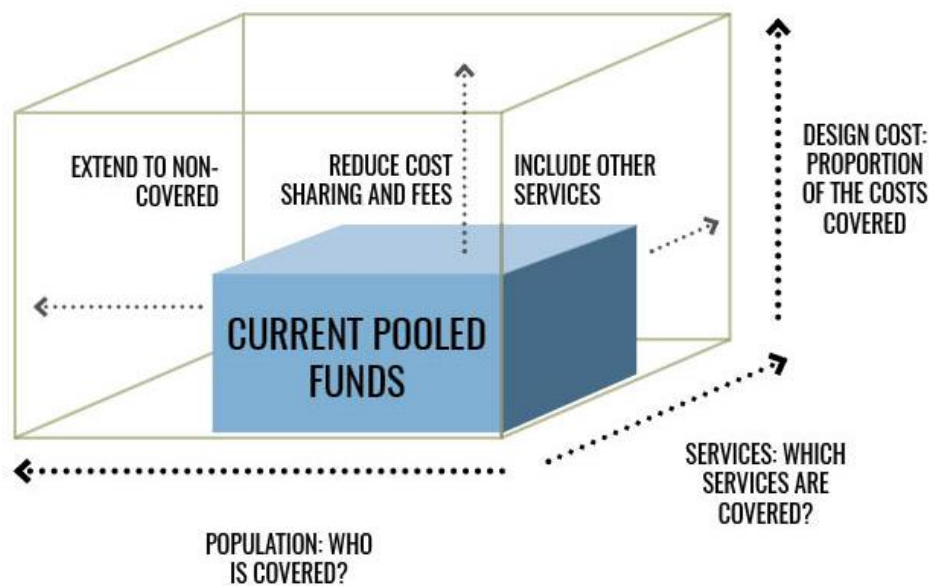 EXTEND TO NON-
COVERED
REDUCE COST
SHARING AND FEES
INCLUDE OTHER
SERVICES
DESIGN COST:
PROPORTION
OF THE COSTS
COVERED
CURRENT POOLED
FUNDS
SERVICES: WHICH
SERVICES ARE
COVERED?
POPULATION: WHO
IS COVERED?